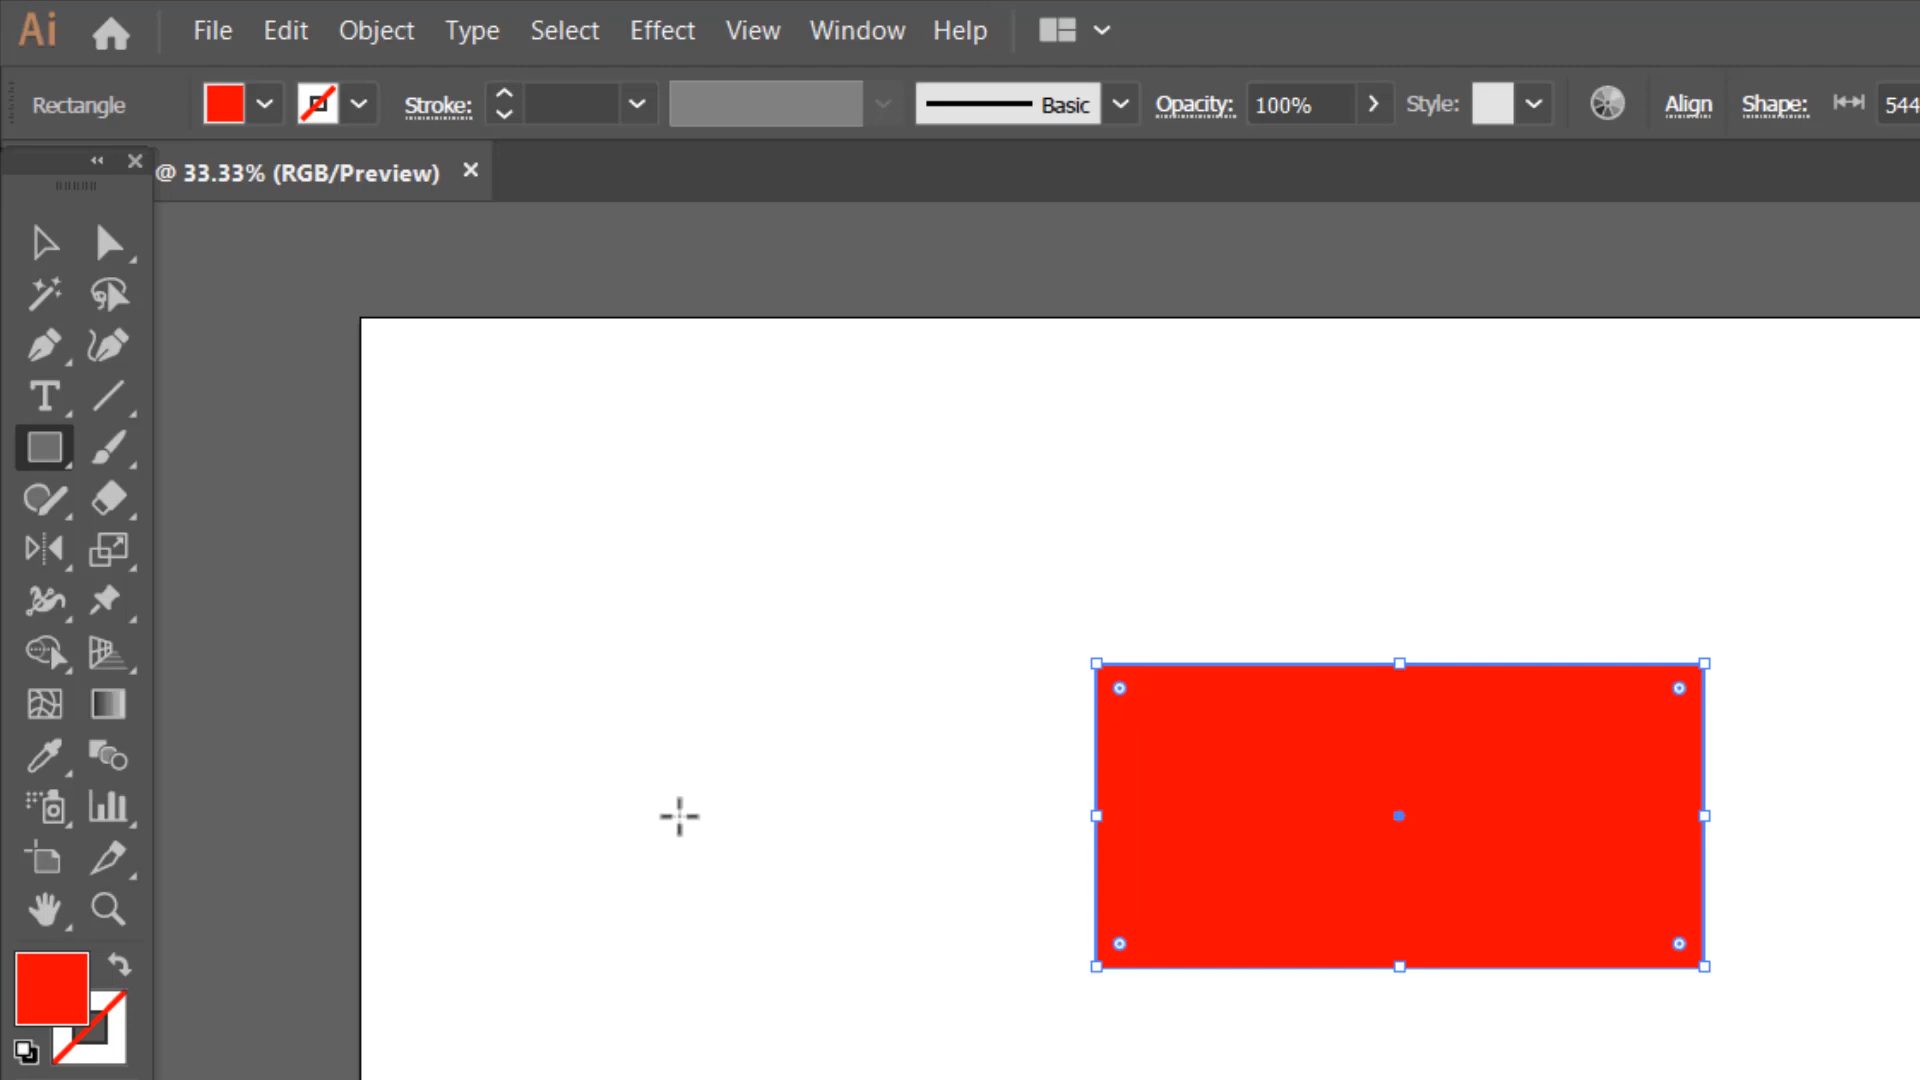 Ai File Edit Object Type Select Effect View Window Help
Rectangle Stroke: Basic Opacity: 100% Style: Align Shape: 544
@ 33.33% (RGB/Preview)
T